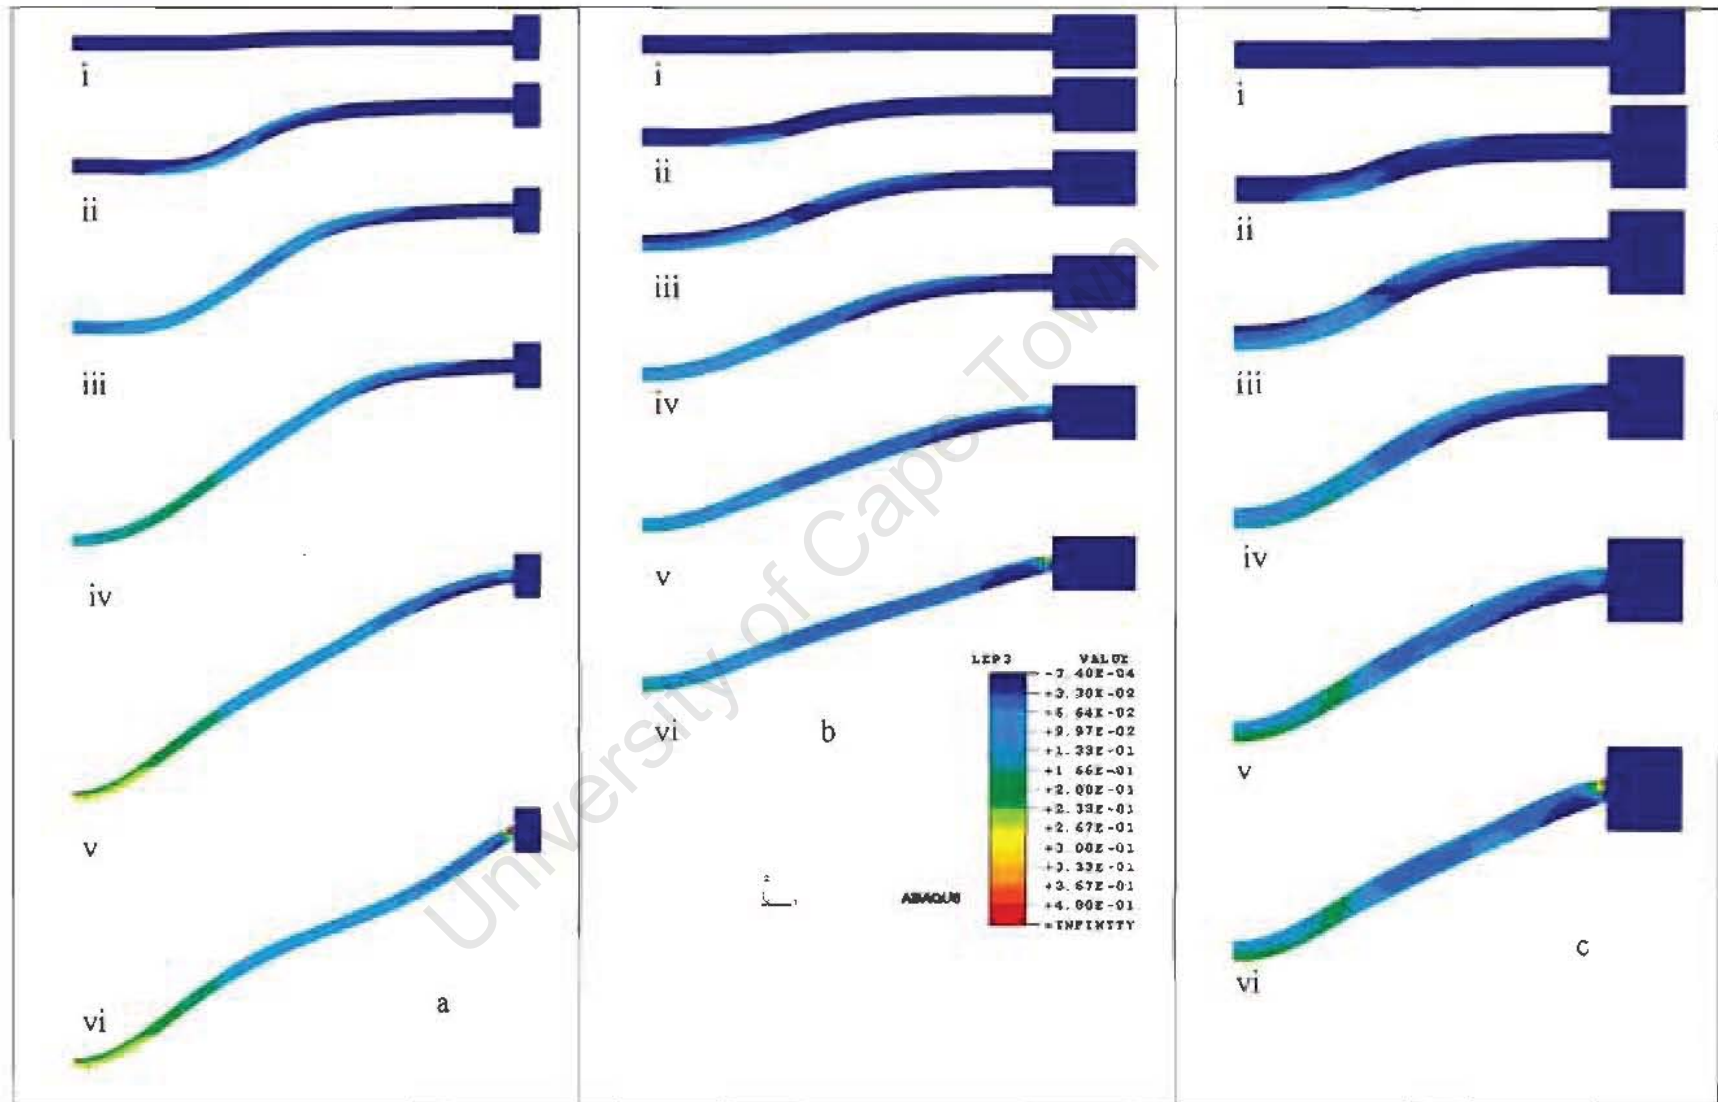 i
ii
iii
iv
v
vi
a
i
ii
iii
iv
v
vi
b
LEP3 VALUE
-7.40E-04
+3.30E-02
+6.64E-02
+9.97E-02
+1.33E-01
+1.66E-01
+2.00E-01
+2.33E-01
+2.67E-01
+3.00E-01
+3.33E-01
+3.67E-01
+4.00E-01
+INFINITY
ABAQUS
i
ii
iii
iv
v
vi
c
University of Cape Town